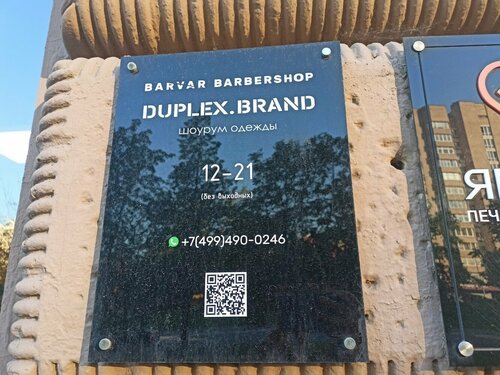 BARVAR BARBERSHOP
DUPLEX.BRAND
шоурум одежды
12-21
(без выходных)
+7(499)490-0246